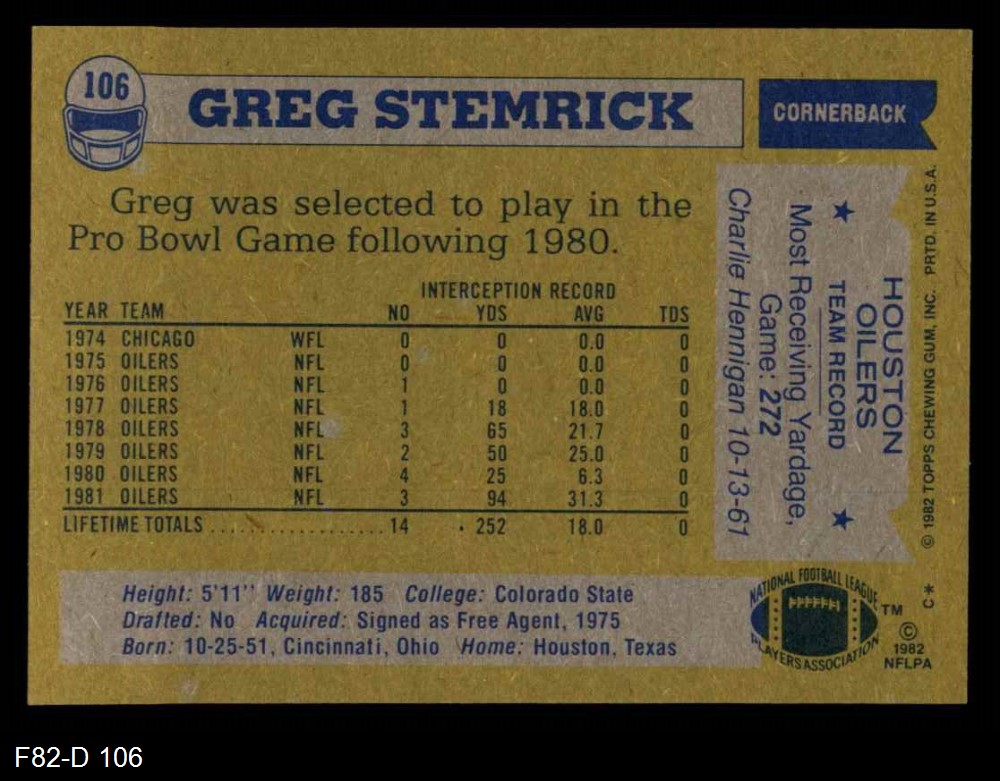 106
GREG STEMRICK
CORNERBACK
Greg was selected to play in the
Pro Bowl Game following 1980.
INTERCEPTION RECORD
YEAR TEAM NO YDS AVG TDS
1974 CHICAGO WFL 0 0 0.0 0
1975 OILERS NFL 0 0 0.0 0
1976 OILERS NFL 1 0 0.0 0
1977 OILERS NFL 1 18 18.0 0
1978 OILERS NFL 3 65 21.7 0
1979 OILERS NFL 2 50 25.0 0
1980 OILERS NFL 4 25 6.3 0
1981 OILERS NFL 3 94 31.3 0
LIFETIME TOTALS .................. 14 252 18.0 0
HOUSTON
OILERS
★ TEAM RECORD ★
Most Receiving Yardage,
Game: 272
Charlie Hennigan 10-13-61
© 1982 TOPPS CHEWING GUM, INC. PRTD. IN U.S.A.
Height: 5'11" Weight: 185 College: Colorado State
Drafted: No Acquired: Signed as Free Agent, 1975
Born: 10-25-51, Cincinnati, Ohio Home: Houston, Texas
NATIONAL FOOTBALL LEAGUE
PLAYERS ASSOCIATION
TM
C*
©
1982
NFLPA
F82-D 106